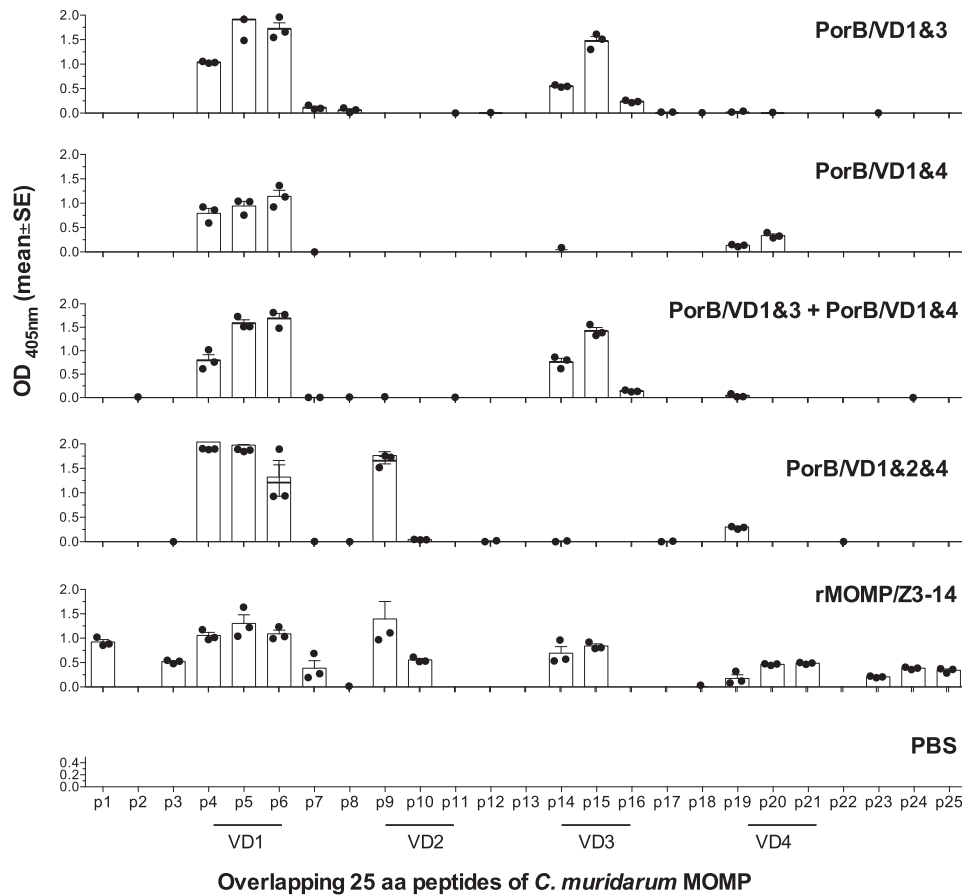 PorB/VD1&3
2.0
1.5
1.0
0.5
0.0
PorB/VD1&4
2.0
1.5
1.0
0.5
0.0
OD 405nm (mean±SE)
PorB/VD1&3 + PorB/VD1&4
2.0
1.5
1.0
0.5
0.0
PorB/VD1&2&4
2.0
1.5
1.0
0.5
0.0
rMOMP/Z3-14
2.0
1.5
1.0
0.5
0.0
PBS
0.4
0.2
0.0
p1 p2 p3 p4 p5 p6 p7 p8 p9 p10 p11 p12 p13 p14 p15 p16 p17 p18 p19 p20 p21 p22 p23 p24 p25
VD1 VD2 VD3 VD4
Overlapping 25 aa peptides of C. muridarum MOMP